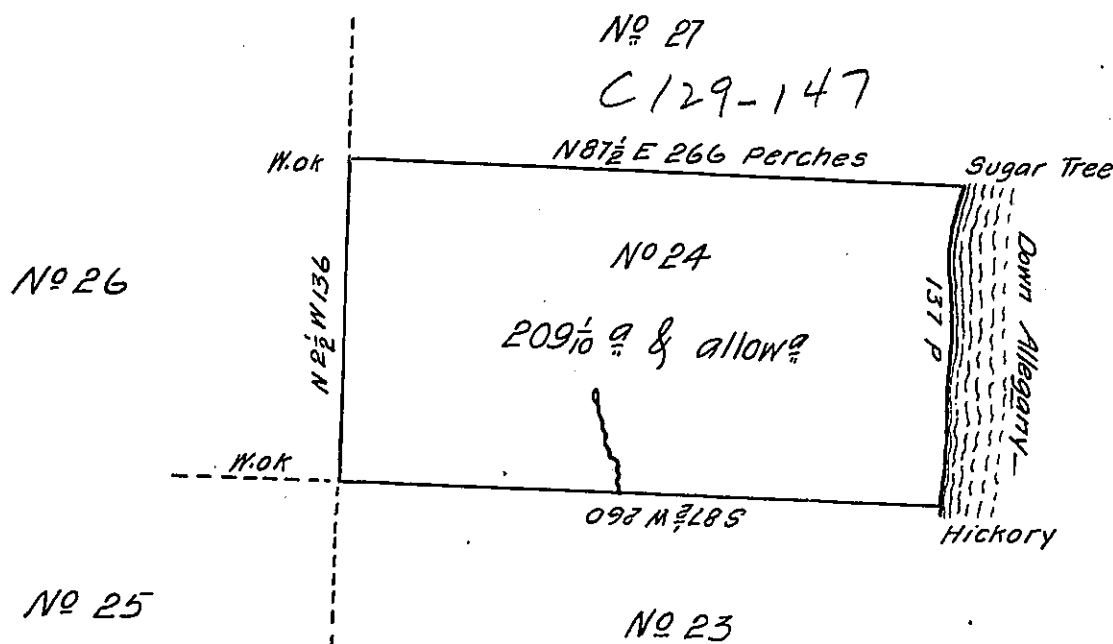 Nº 27
C129-147
N87½ E 266 Perches
W.ok
Sugar Tree
Nº 26
N2½ W 136
Nº 24
209 1/10 a & allowa
137 P
Down Allegany
W.ok
S87½ W 260
Hickory
Nº 25
Nº 23